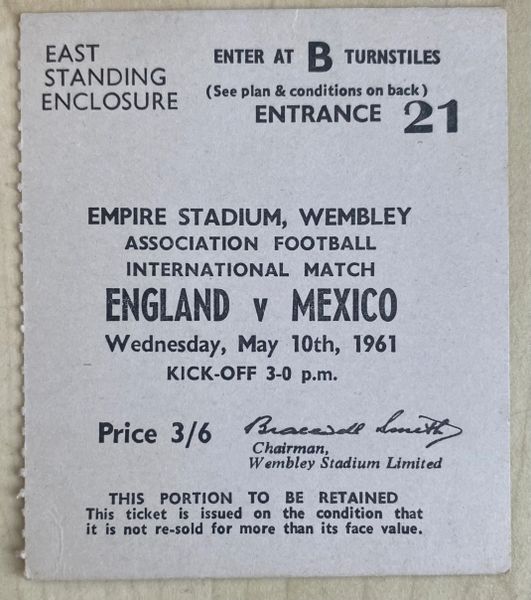 EAST
STANDING
ENCLOSURE
ENTER AT B TURNSTILES
(See plan & conditions on back)
ENTRANCE 21
EMPIRE STADIUM, WEMBLEY
ASSOCIATION FOOTBALL
INTERNATIONAL MATCH
ENGLAND v MEXICO
Wednesday, May 10th, 1961
KICK-OFF 3-0 p.m.
Price 3/6
Bracewell Smith
Chairman,
Wembley Stadium Limited
THIS PORTION TO BE RETAINED
This ticket is issued on the condition that
it is not re-sold for more than its face value.